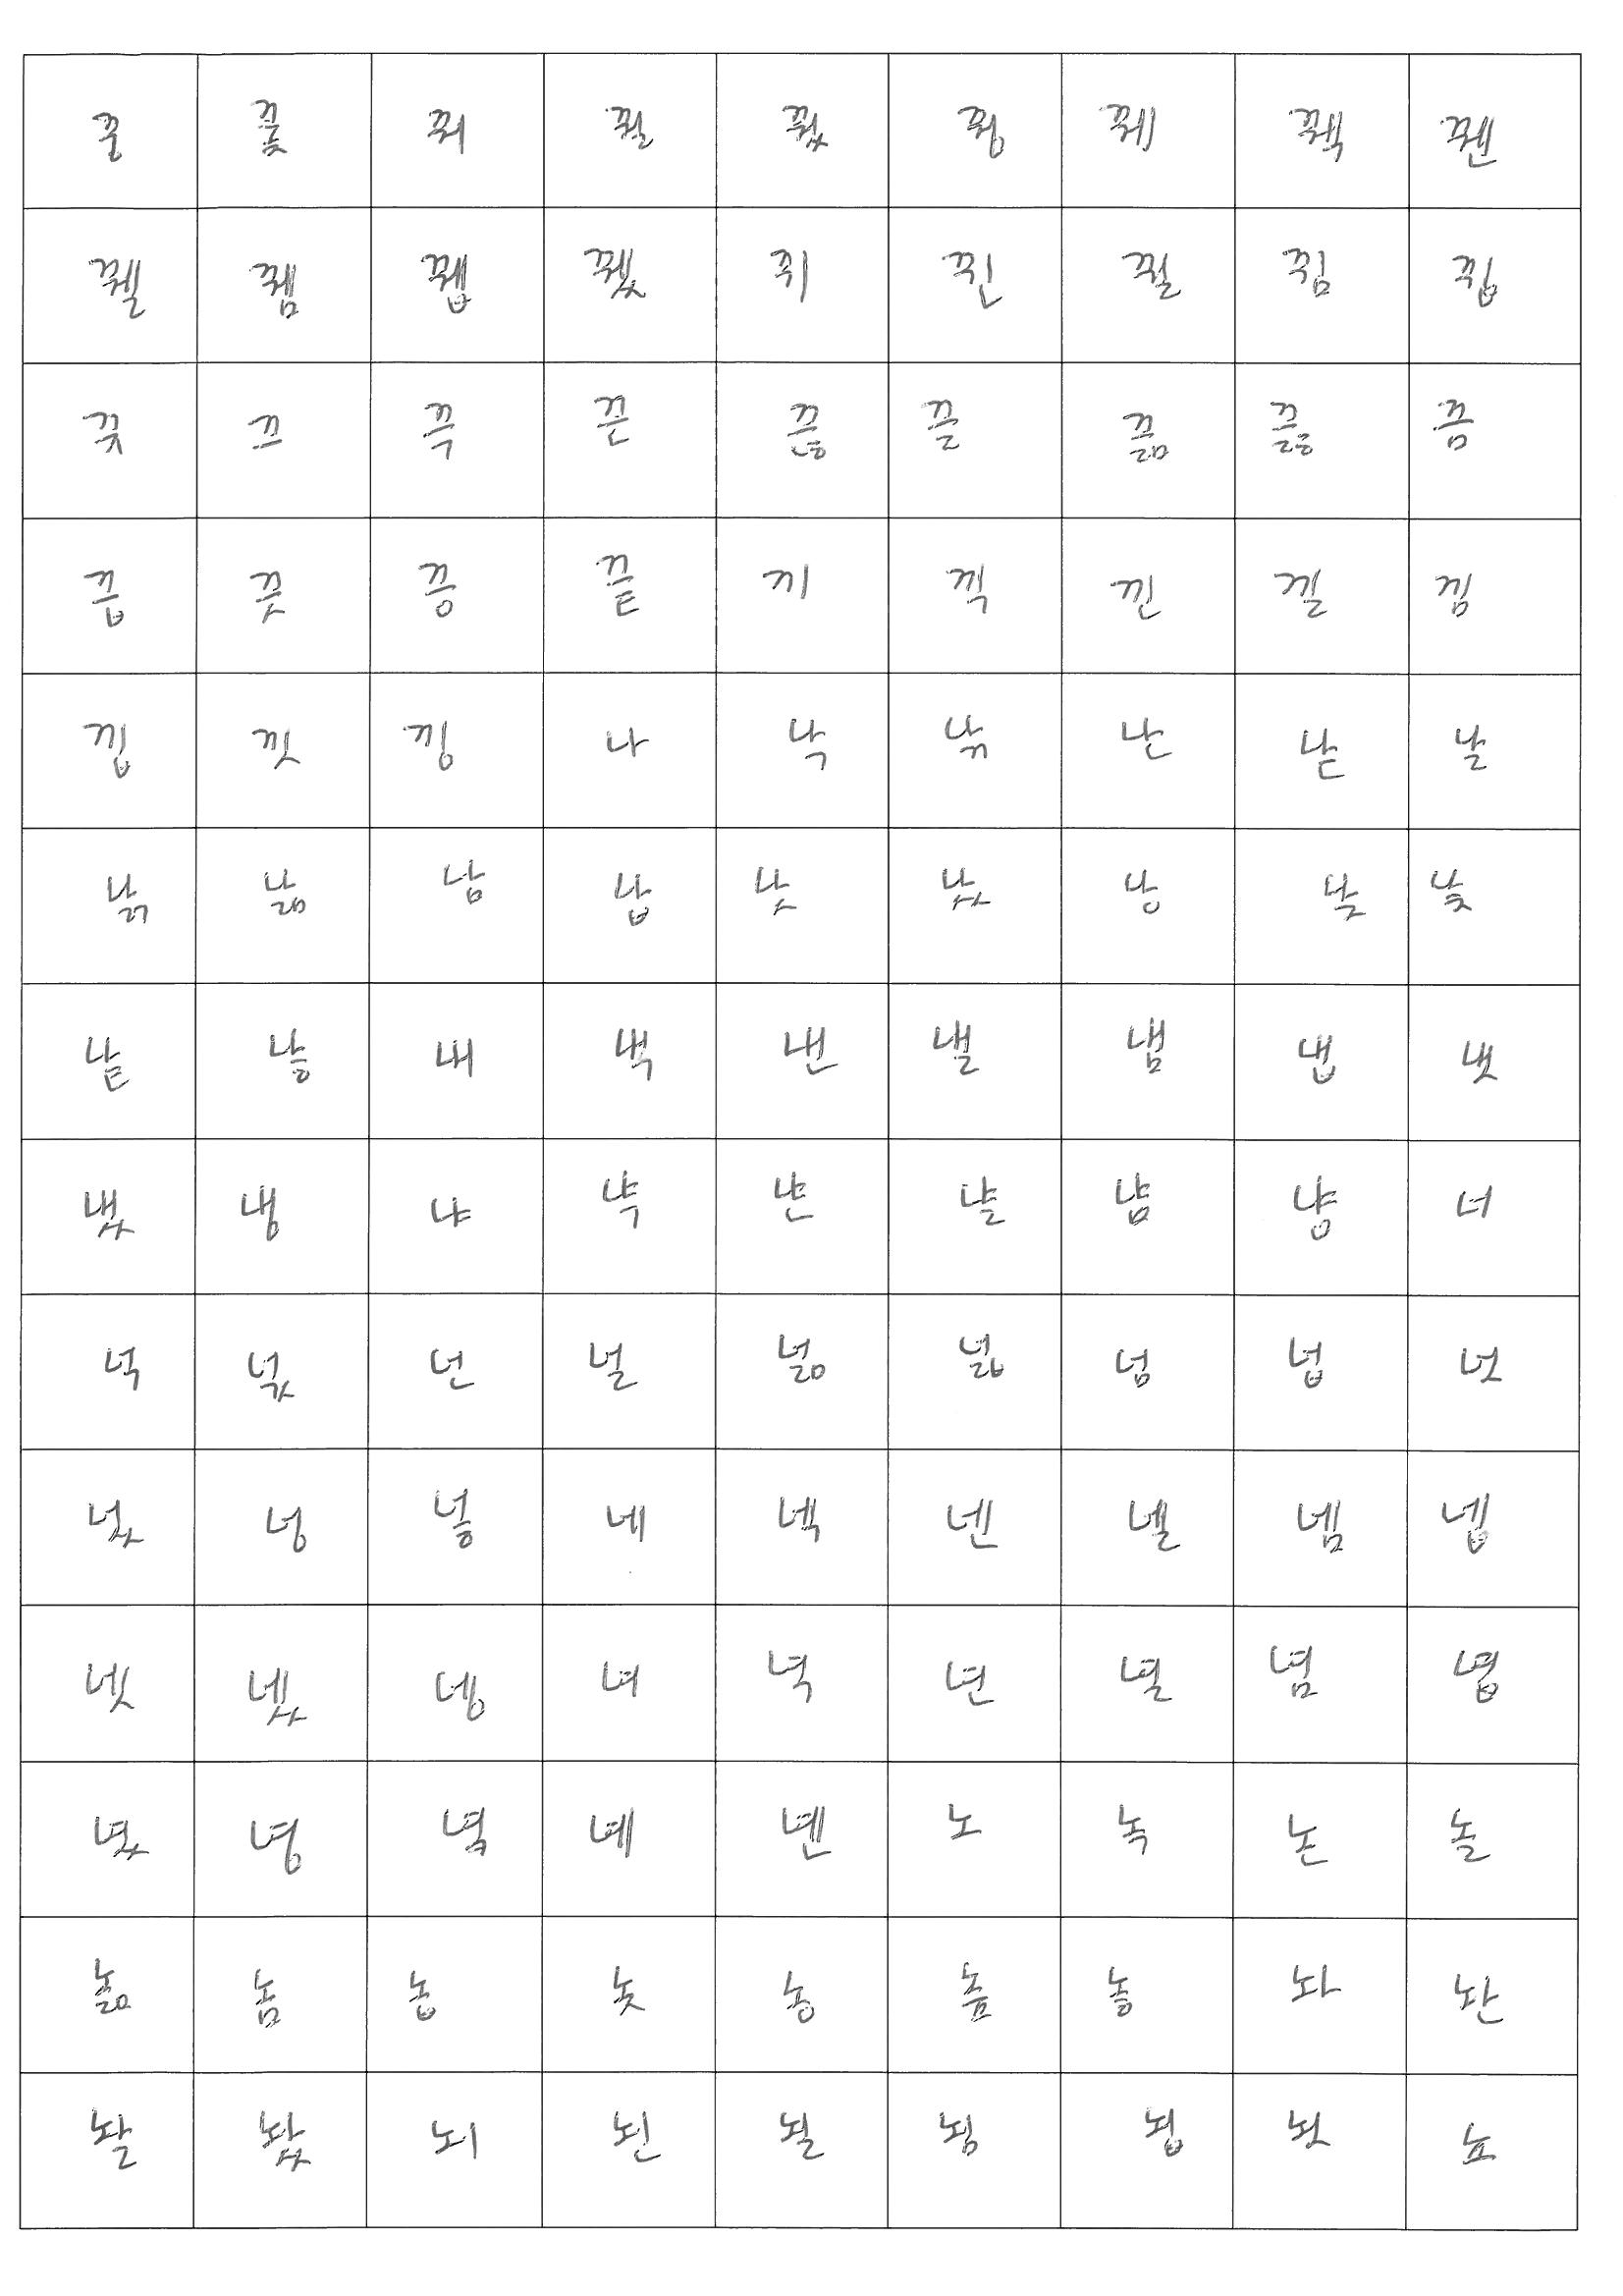 꿍 꿎 꿔 꿜 꿨 꿩 꿰 꿱 꿴
뀔 뀀 뀁 뀄 뀌 뀐 뀔 뀜 뀝
뀟 끄 끅 끈 끊 끌 끎 끓 끔
끕 끗 끙 끝 끼 끽 낀 낄 낌
낍 낏 낑 나 낙 낚 난 낟 날
낡 낢 남 납 낫 났 낭 낮 낯
낱 낳 내 낵 낸 낼 냄 냅 냇
냈 냉 냐 냑 냔 냘 냠 냥 너
넉 넋 넌 널 넒 넓 넘 넙 넛
넜 넝 넣 네 넥 넨 넬 넴 넵
넷 넸 넹 녀 녁 년 녈 념 녑
녔 녕 녘 녜 녠 노 녹 논 놀
놂 놈 놉 놋 농 높 놓 놔 놘
놜 놨 뇌 뇐 뇔 뇜 뇝 뇟 뇨